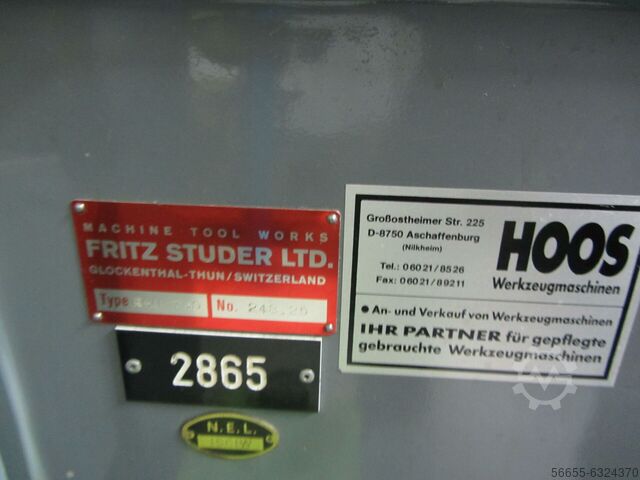 MACHINE TOOL WORKS
FRITZ STUDER LTD.
GLOCKENTHAL-THUN/SWITZERLAND
Type
No. 248.20
2865
N.E.L.
Großostheimer Str. 225
D-8750 Aschaffenburg
(Nilkheim)
Tel.: 06021/8526
Fax: 06021/89211
HOOS
Werkzeugmaschinen
• An- und Verkauf von Werkzeugmaschinen
IHR PARTNER für gepflegte
gebrauchte Werkzeugmaschinen
56655-6324370